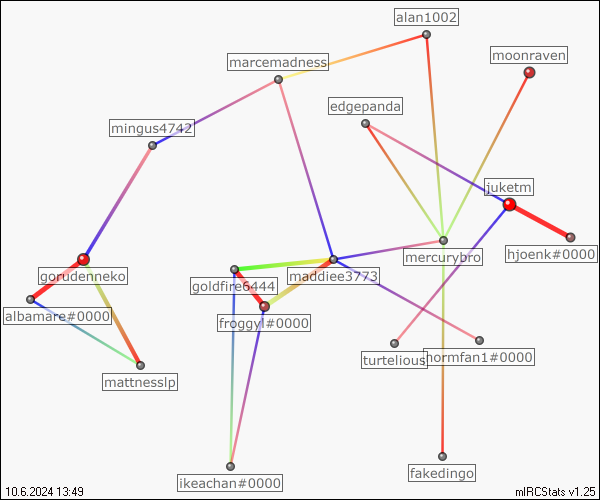 alan1002
moonraven
marcemadness
edgepanda
mingus4742
juketm
mercurybro
hjoenk#0000
gorudenneko
goldfire6444
maddiee3773
albamare#0000
froggyl#0000
turtelious
normfan1#0000
mattnesslp
fakedingo
ikeachan#0000
10.6.2024 13:49
mIRCStats v1.25